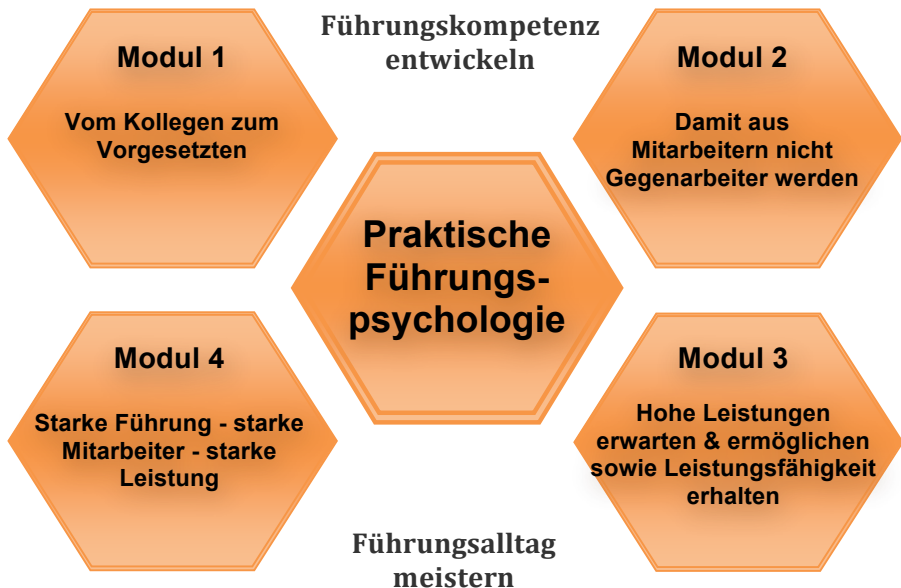 Führungskompetenz
entwickeln
Modul 1
Vom Kollegen zum
Vorgesetzten
Modul 2
Damit aus
Mitarbeitern nicht
Gegenarbeiter werden
Praktische
Führungs-
psychologie
Modul 4
Starke Führung - starke
Mitarbeiter - starke
Leistung
Modul 3
Hohe Leistungen
erwarten & ermöglichen
sowie Leistungsfähigkeit
erhalten
Führungsalltag
meistern